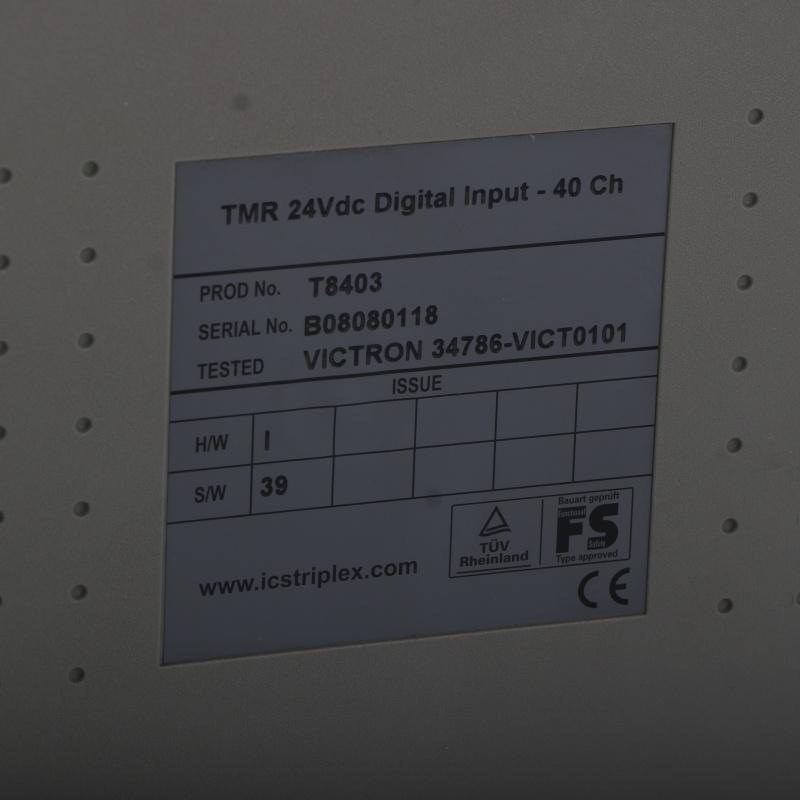 TMR 24Vdc Digital Input - 40 Ch
PROD No. T8403
SERIAL No. B08080118
TESTED VICTRON 34786-VICT0101
ISSUE
H/W I
S/W 39
www.icstriplex.com
TÜV
Rheinland
Bauart geprüft
Functional
FS
Safety
Type approved
CE